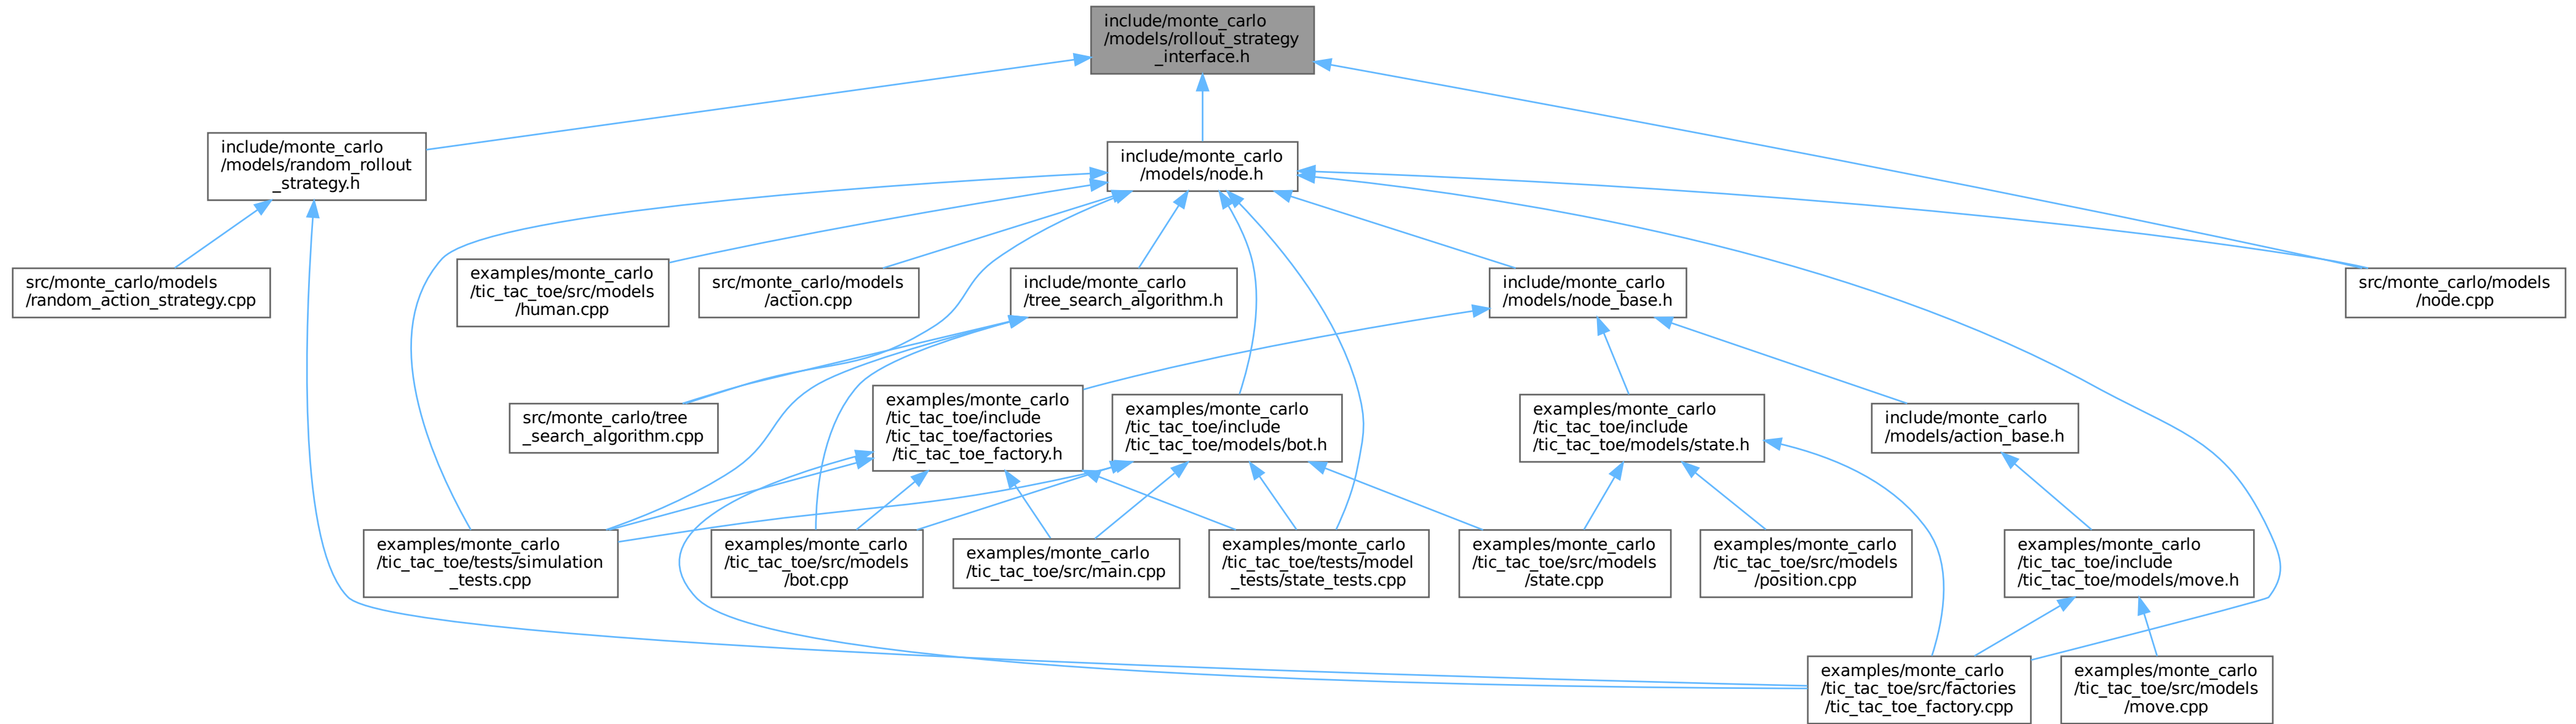 include/monte_carlo
/models/rollout_strategy
_interface.h
include/monte_carlo
/models/random_rollout
_strategy.h
include/monte_carlo
/models/node.h
src/monte_carlo/models
/random_action_strategy.cpp
examples/monte_carlo
/tic_tac_toe/src/models
/human.cpp
src/monte_carlo/models
/action.cpp
include/monte_carlo
/tree_search_algorithm.h
include/monte_carlo
/models/node_base.h
src/monte_carlo/models
/node.cpp
src/monte_carlo/tree
_search_algorithm.cpp
examples/monte_carlo
/tic_tac_toe/include
/tic_tac_toe/factories
/tic_tac_toe_factory.h
examples/monte_carlo
/tic_tac_toe/include
/tic_tac_toe/models/bot.h
examples/monte_carlo
/tic_tac_toe/include
/tic_tac_toe/models/state.h
include/monte_carlo
/models/action_base.h
examples/monte_carlo
/tic_tac_toe/tests/simulation
_tests.cpp
examples/monte_carlo
/tic_tac_toe/src/models
/bot.cpp
examples/monte_carlo
/tic_tac_toe/src/main.cpp
examples/monte_carlo
/tic_tac_toe/tests/model
_tests/state_tests.cpp
examples/monte_carlo
/tic_tac_toe/src/models
/state.cpp
examples/monte_carlo
/tic_tac_toe/src/models
/position.cpp
examples/monte_carlo
/tic_tac_toe/include
/tic_tac_toe/models/move.h
examples/monte_carlo
/tic_tac_toe/src/factories
/tic_tac_toe_factory.cpp
examples/monte_carlo
/tic_tac_toe/src/models
/move.cpp